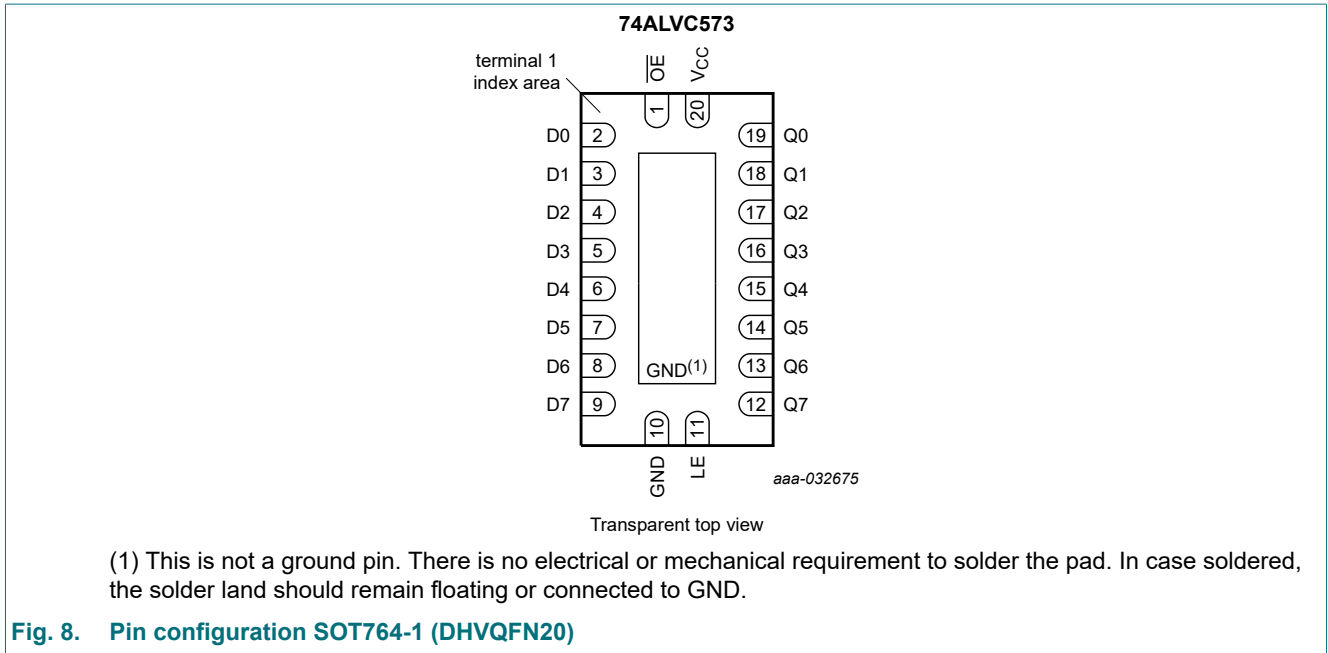 74ALVC573
terminal 1
index area
OE
VCC
1
20
D0 2
19 Q0
D1 3
18 Q1
D2 4
17 Q2
D3 5
16 Q3
D4 6
15 Q4
D5 7
14 Q5
D6 8
GND(1)
13 Q6
D7 9
12 Q7
10
11
GND
LE
aaa-032675
Transparent top view
(1) This is not a ground pin. There is no electrical or mechanical requirement to solder the pad. In case soldered,
the solder land should remain floating or connected to GND.
Fig. 8. Pin configuration SOT764-1 (DHVQFN20)